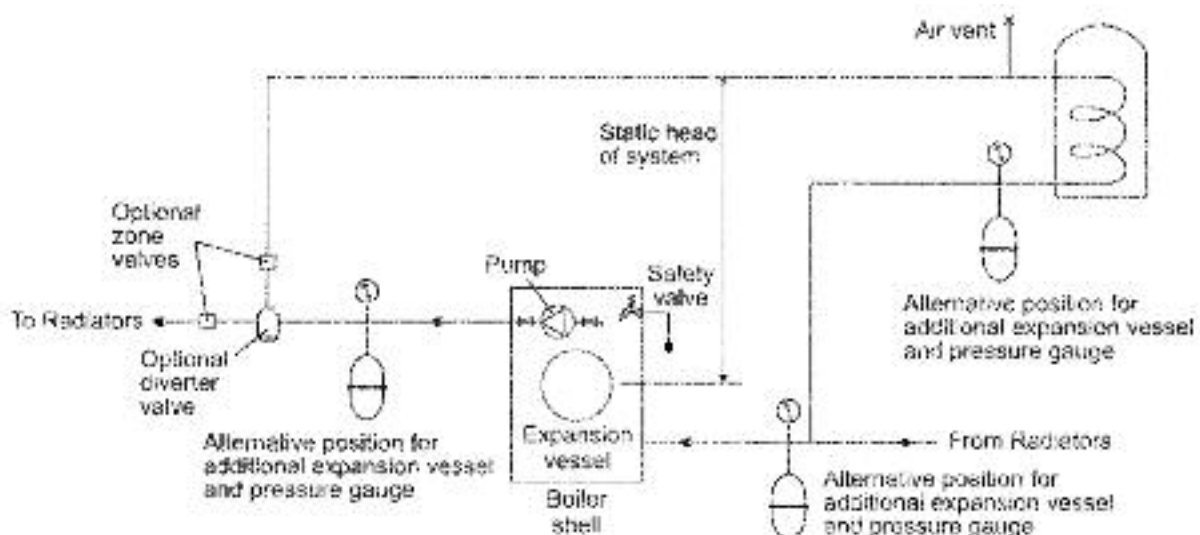 Air vent
Static head
of system
Optional
zone
valves
Pump
Safety
valve
Alternative position for
additional expansion vessel
and pressure gauge
To Radiators
Optional
diverter
valve
Expansion
vessel
Alternative position for
additional expansion vessel
and pressure gauge
From Radiators
Boiler
shell
Alternative position for
additional expansion vessel
and pressure gauge